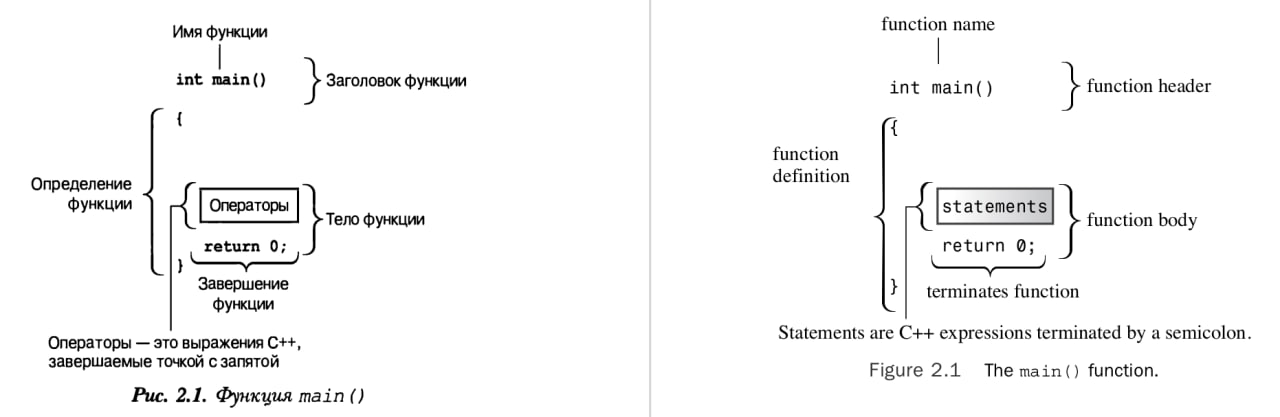 Имя функции
int main()
Заголовок функции
{
Определение
функции
Операторы
Тело функции
return 0;
}
Завершение
функции
Операторы — это выражения C++,
завершаемые точкой с запятой
Рис. 2.1. Функция main()
function name
int main()
function header
{
function
definition
statements
function body
return 0;
}
terminates function
Statements are C++ expressions terminated by a semicolon.
Figure 2.1 The main() function.